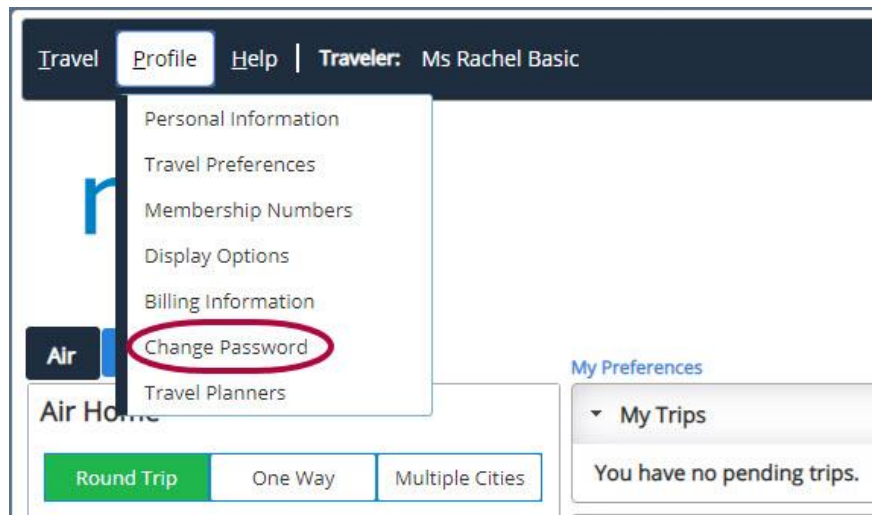 Travel Profile Help | Traveler: Ms Rachel Basic
Personal Information
Travel Preferences
Membership Numbers
Display Options
Billing Information
Change Password
Travel Planners
Air
Air Home
Round Trip One Way Multiple Cities
My Preferences
My Trips
You have no pending trips.